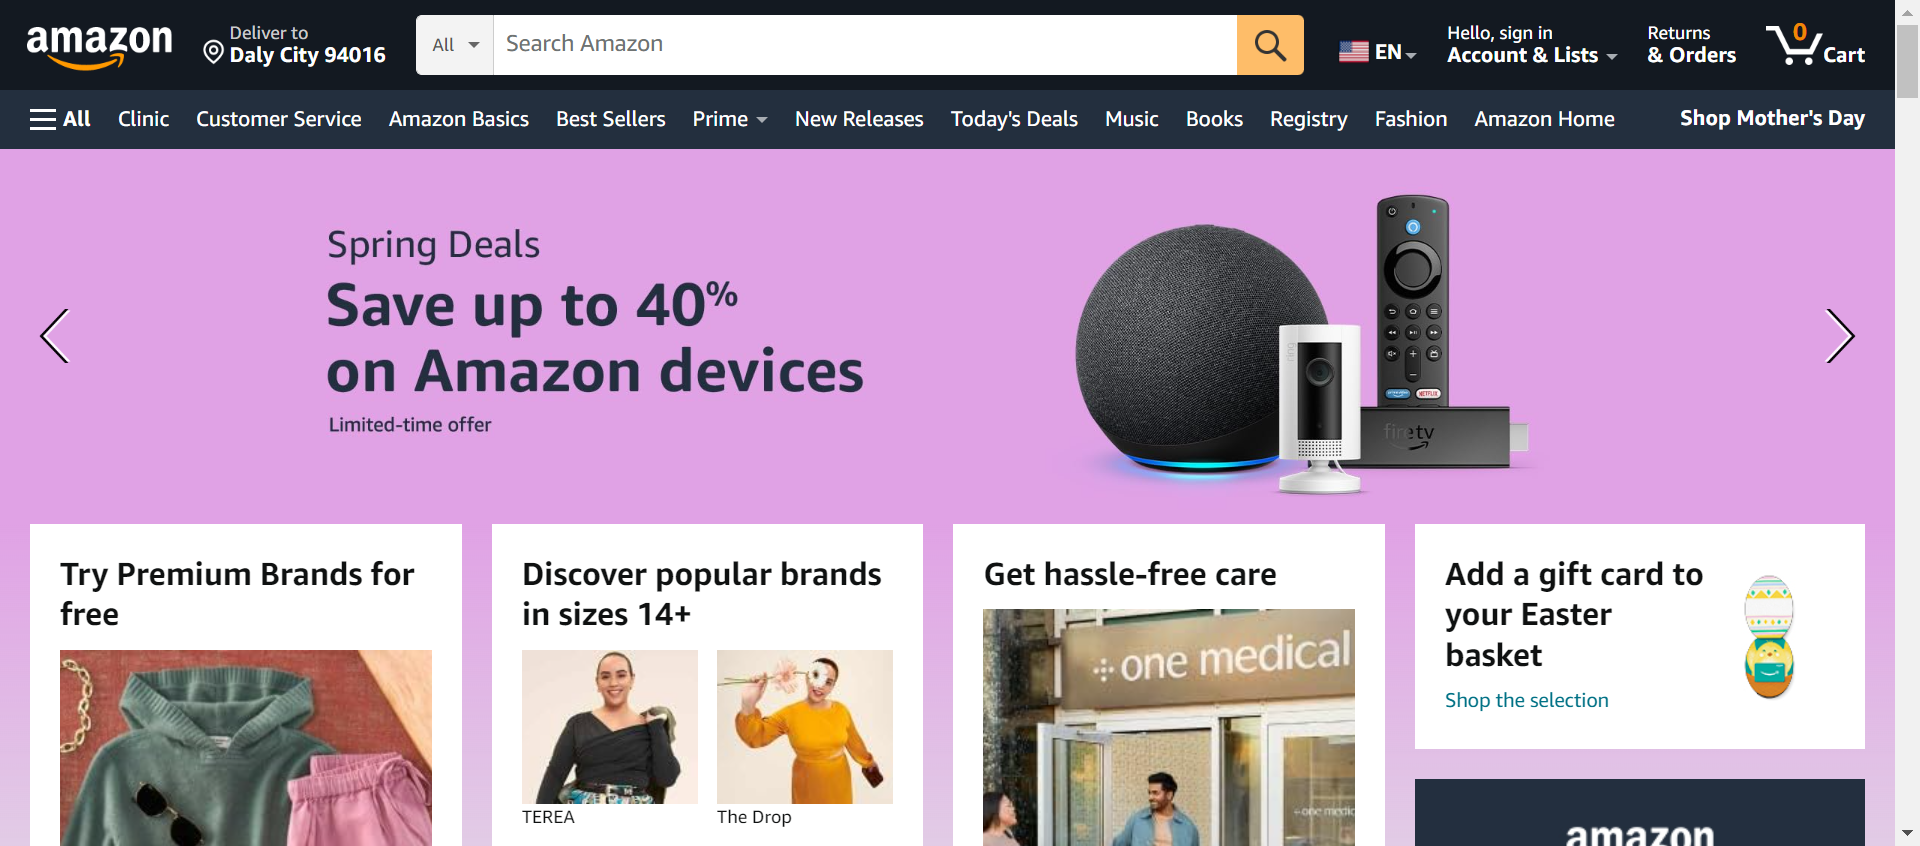 amazon
Deliver to
Daly City 94016
All
Search Amazon
EN
Hello, sign in
Account & Lists
Returns
& Orders
0
Cart
All
Clinic
Customer Service
Amazon Basics
Best Sellers
Prime
New Releases
Today's Deals
Music
Books
Registry
Fashion
Amazon Home
Shop Mother's Day
Spring Deals
Save up to 40%
on Amazon devices
Limited-time offer
ring
NETFLIX
firetv
Try Premium Brands for
free
Discover popular brands
in sizes 14+
TEREA
The Drop
Get hassle-free care
one medical
Add a gift card to
your Easter
basket
Shop the selection
amazon